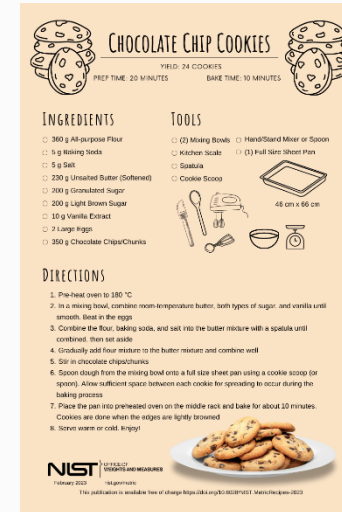 Chocolate Chip Cookies
YIELD: 24 COOKIES
PREP TIME: 20 MINUTES BAKE TIME: 10 MINUTES
Ingredients
360 g All-purpose Flour
5 g Baking Soda
5 g Salt
230 g Unsalted Butter (Softened)
200 g Granulated Sugar
200 g Light Brown Sugar
10 g Vanilla Extract
2 Large Eggs
350 g Chocolate Chips/Chunks
Tools
(2) Mixing Bowls
Hand/Stand Mixer or Spoon
Kitchen Scale
(1) Full Size Sheet Pan
Spatula
Cookie Scoop
46 cm x 66 cm
Directions
1. Pre-heat oven to 180 °C
2. In a mixing bowl, combine room-temperature butter, both types of sugar, and vanilla until
smooth. Beat in the eggs
3. Combine the flour, baking soda, and salt into the butter mixture with a spatula until
combined, then set aside
4. Gradually add flour mixture to the butter mixture and combine well
5. Stir in chocolate chips/chunks
6. Spoon dough from the mixing bowl onto a full size sheet pan using a cookie scoop (or
spoon). Allow sufficient space between each cookie for spreading to occur during the
baking process
7. Place the pan into preheated oven on the middle rack and bake for about 10 minutes.
Cookies are done when the edges are lightly browned
8. Serve warm or cold. Enjoy!
NIST
OFFICE OF
WEIGHTS AND MEASURES
February 2023 nist.gov/metric
This publication is available free of charge